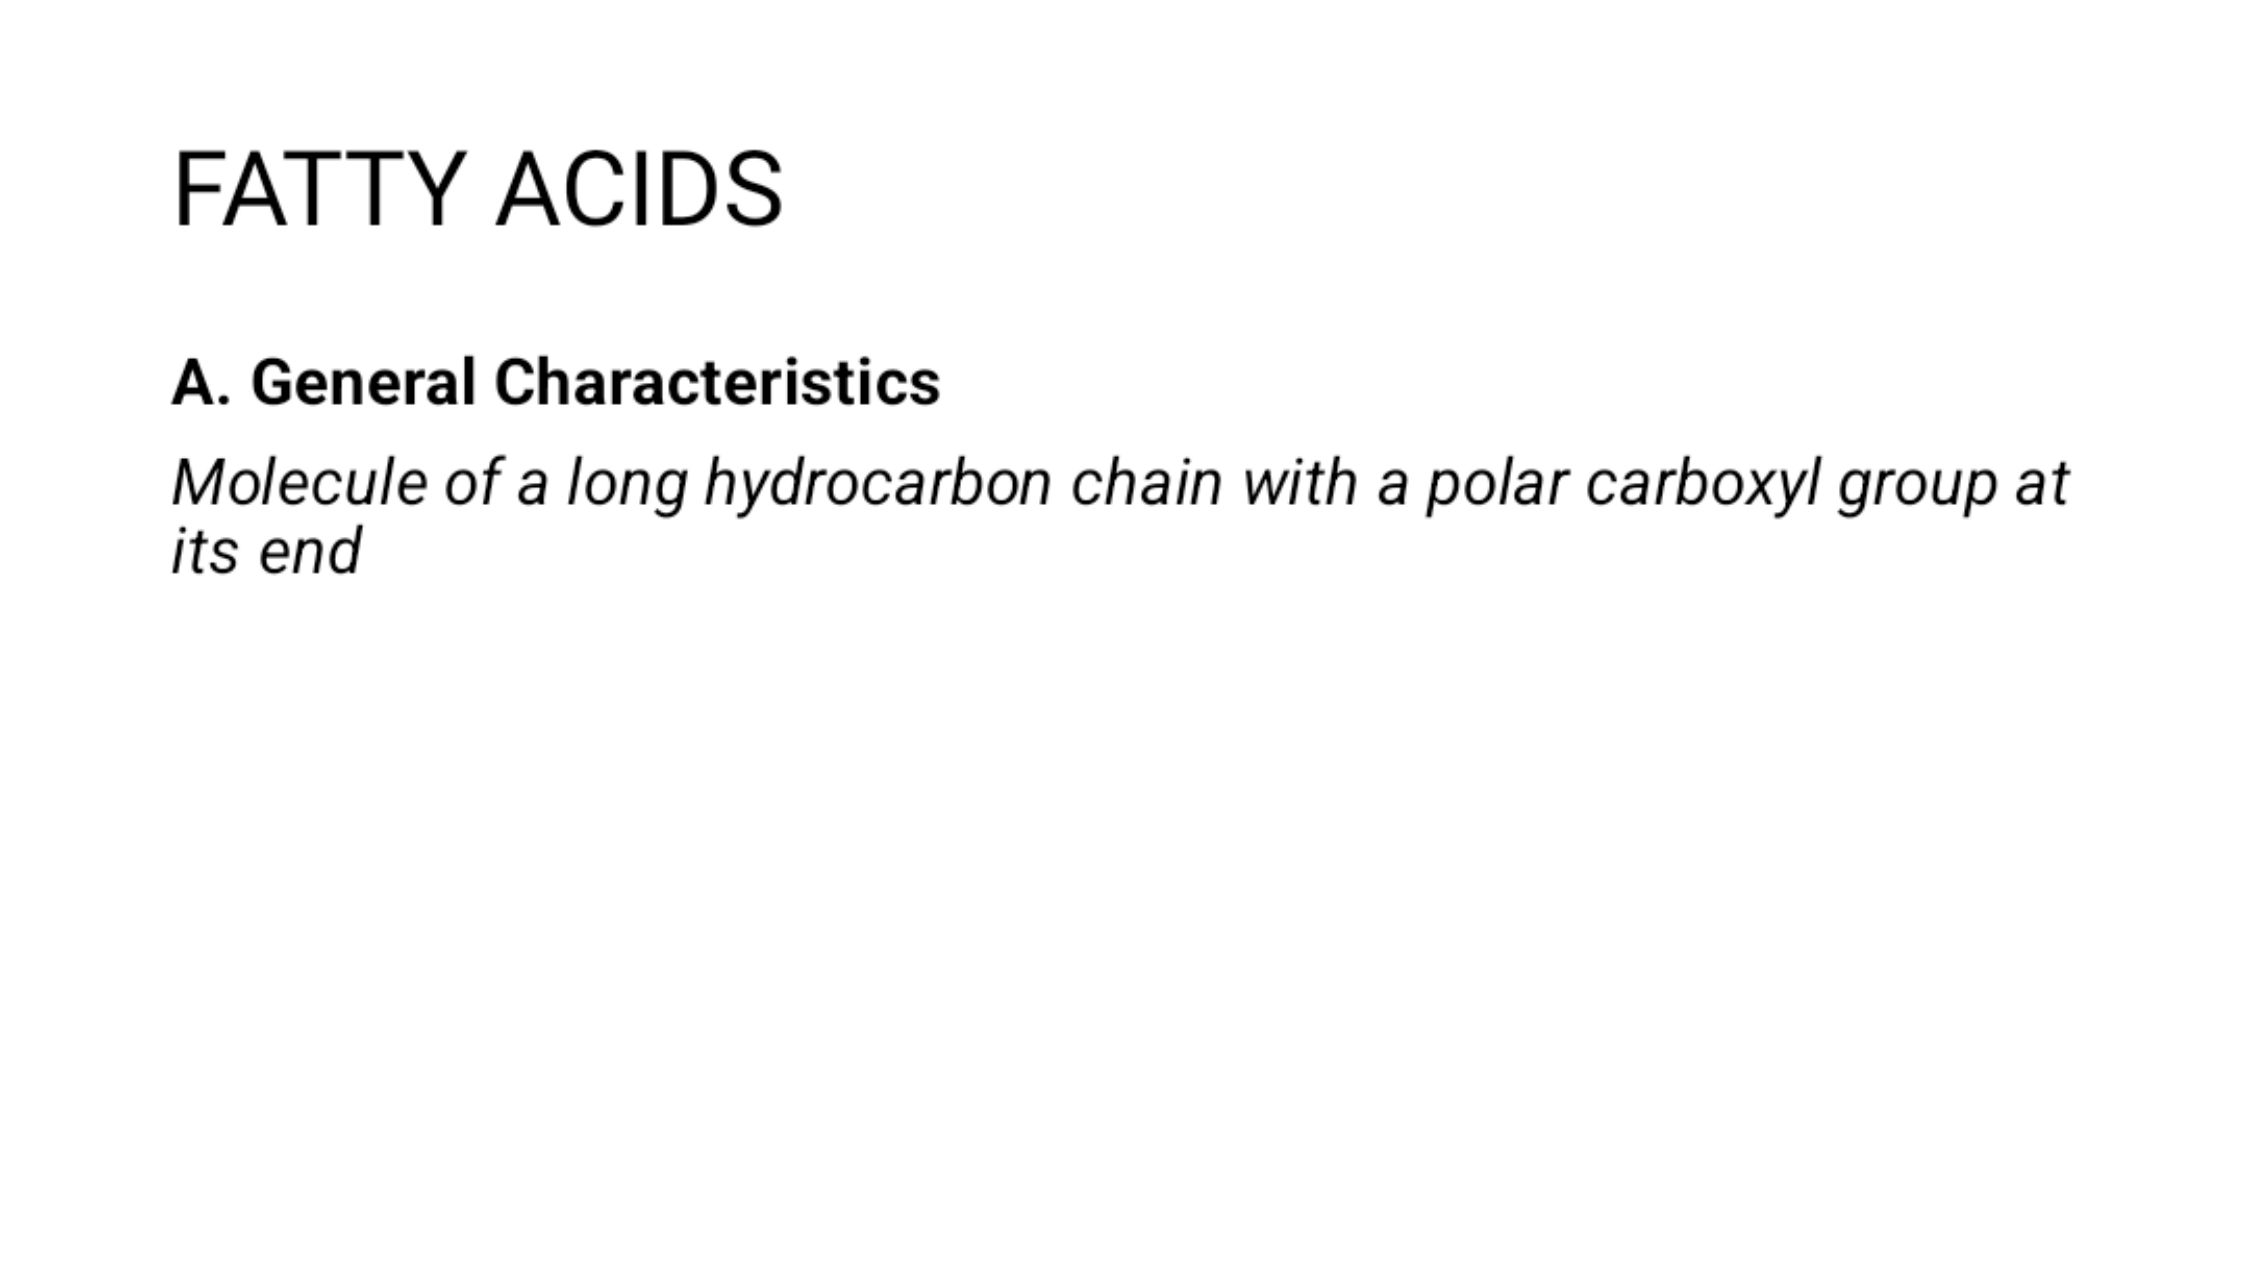 FATTY ACIDS
A. General Characteristics
Molecule of a long hydrocarbon chain with a polar carboxyl group at
its end